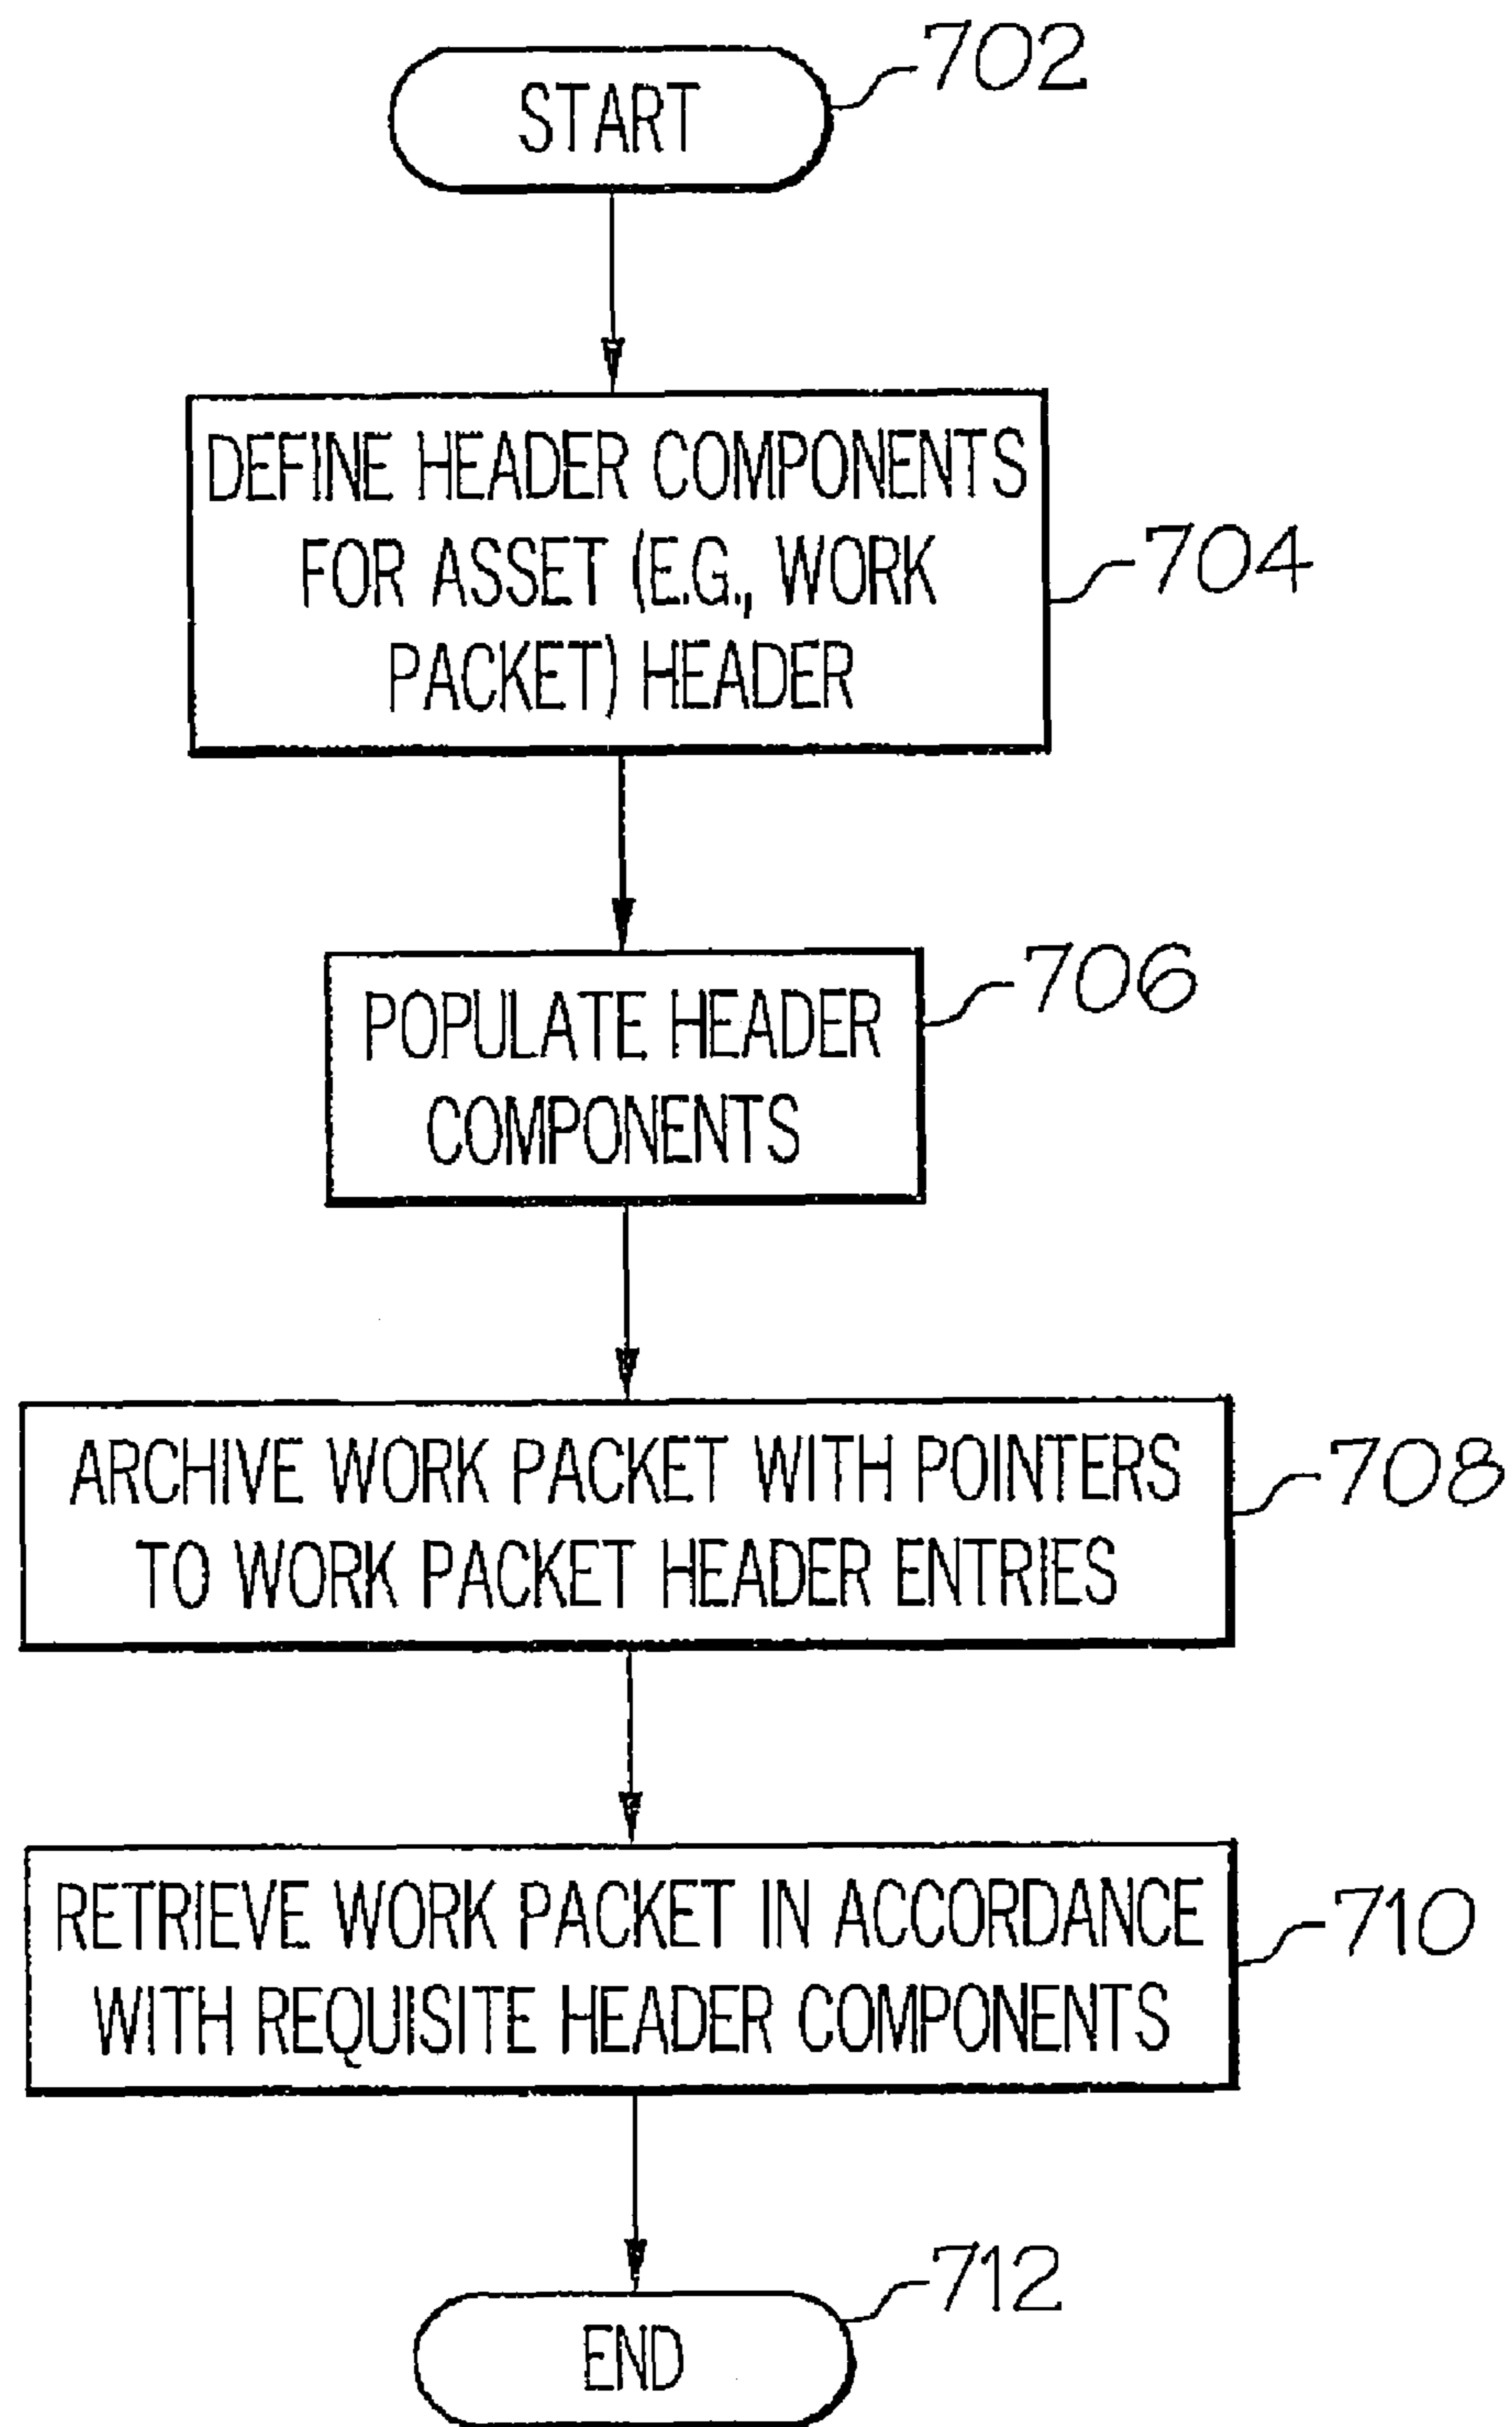 START
702
DEFINE HEADER COMPONENTS
FOR ASSET (E.G., WORK
PACKET) HEADER
704
POPULATE HEADER
COMPONENTS
706
ARCHIVE WORK PACKET WITH POINTERS
TO WORK PACKET HEADER ENTRIES
708
RETRIEVE WORK PACKET IN ACCORDANCE
WITH REQUISITE HEADER COMPONENTS
710
END
712